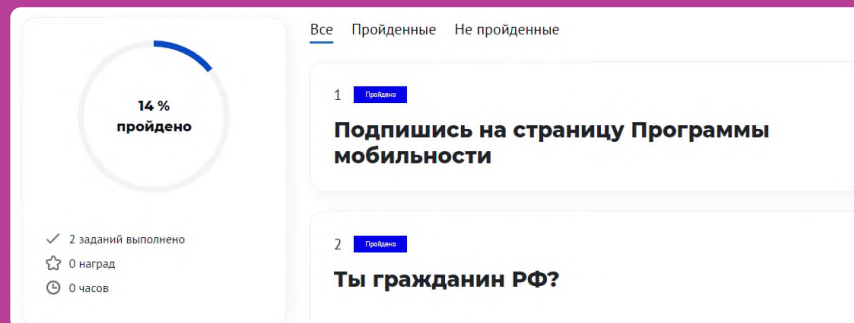 14 %
пройдено
2 заданий выполнено
0 наград
0 часов
Все Пройденные Не пройденные
1 Пройдено
Подпишись на страницу Программы
мобильности
2 Пройдено
Ты гражданин РФ?